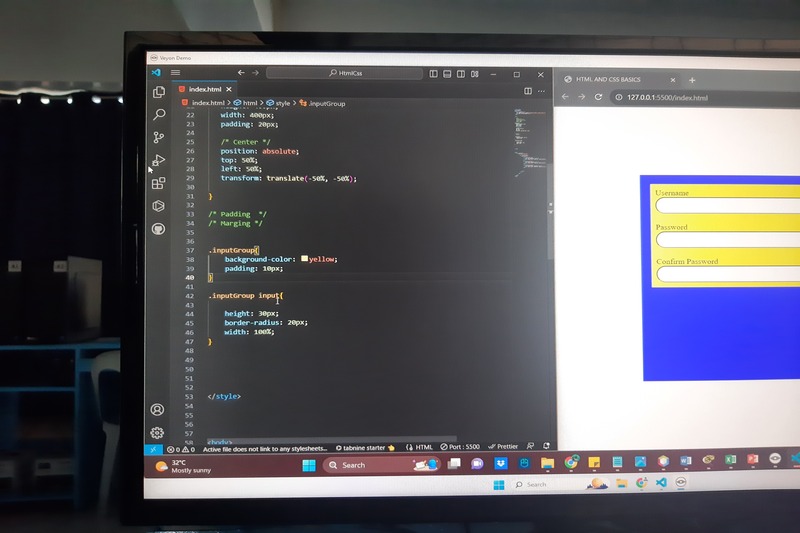 Vayun Demo
HtmlCss
index.html
index.html > html > style > .inputGroup
22 width: 400px;
23 padding: 20px;
24
25 /* Center */
26 position: absolute;
27 top: 50%;
28 left: 50%;
29 transform: translate(-50%, -50%);
30
31 }
32
33 /* Padding */
34 /* Marging */
35
36
37 .inputGroup{
38 background-color: yellow;
39 padding: 10px;
40 }
41
42 .inputGroup input{
43
44 height: 30px;
45 border-radius: 20px;
46 width: 100%;
47 }
48
49
50
51
52
53 </style>
54
55
56
57
58 <body>
0 0 Active file does not link to any stylesheets... tabnine starter HTML Port : 5500 Prettier
HTML AND CSS BASICS
127.0.0.1:5500/index.html
Username
Password
Confirm Password
32°C
Mostly sunny
Search
Search